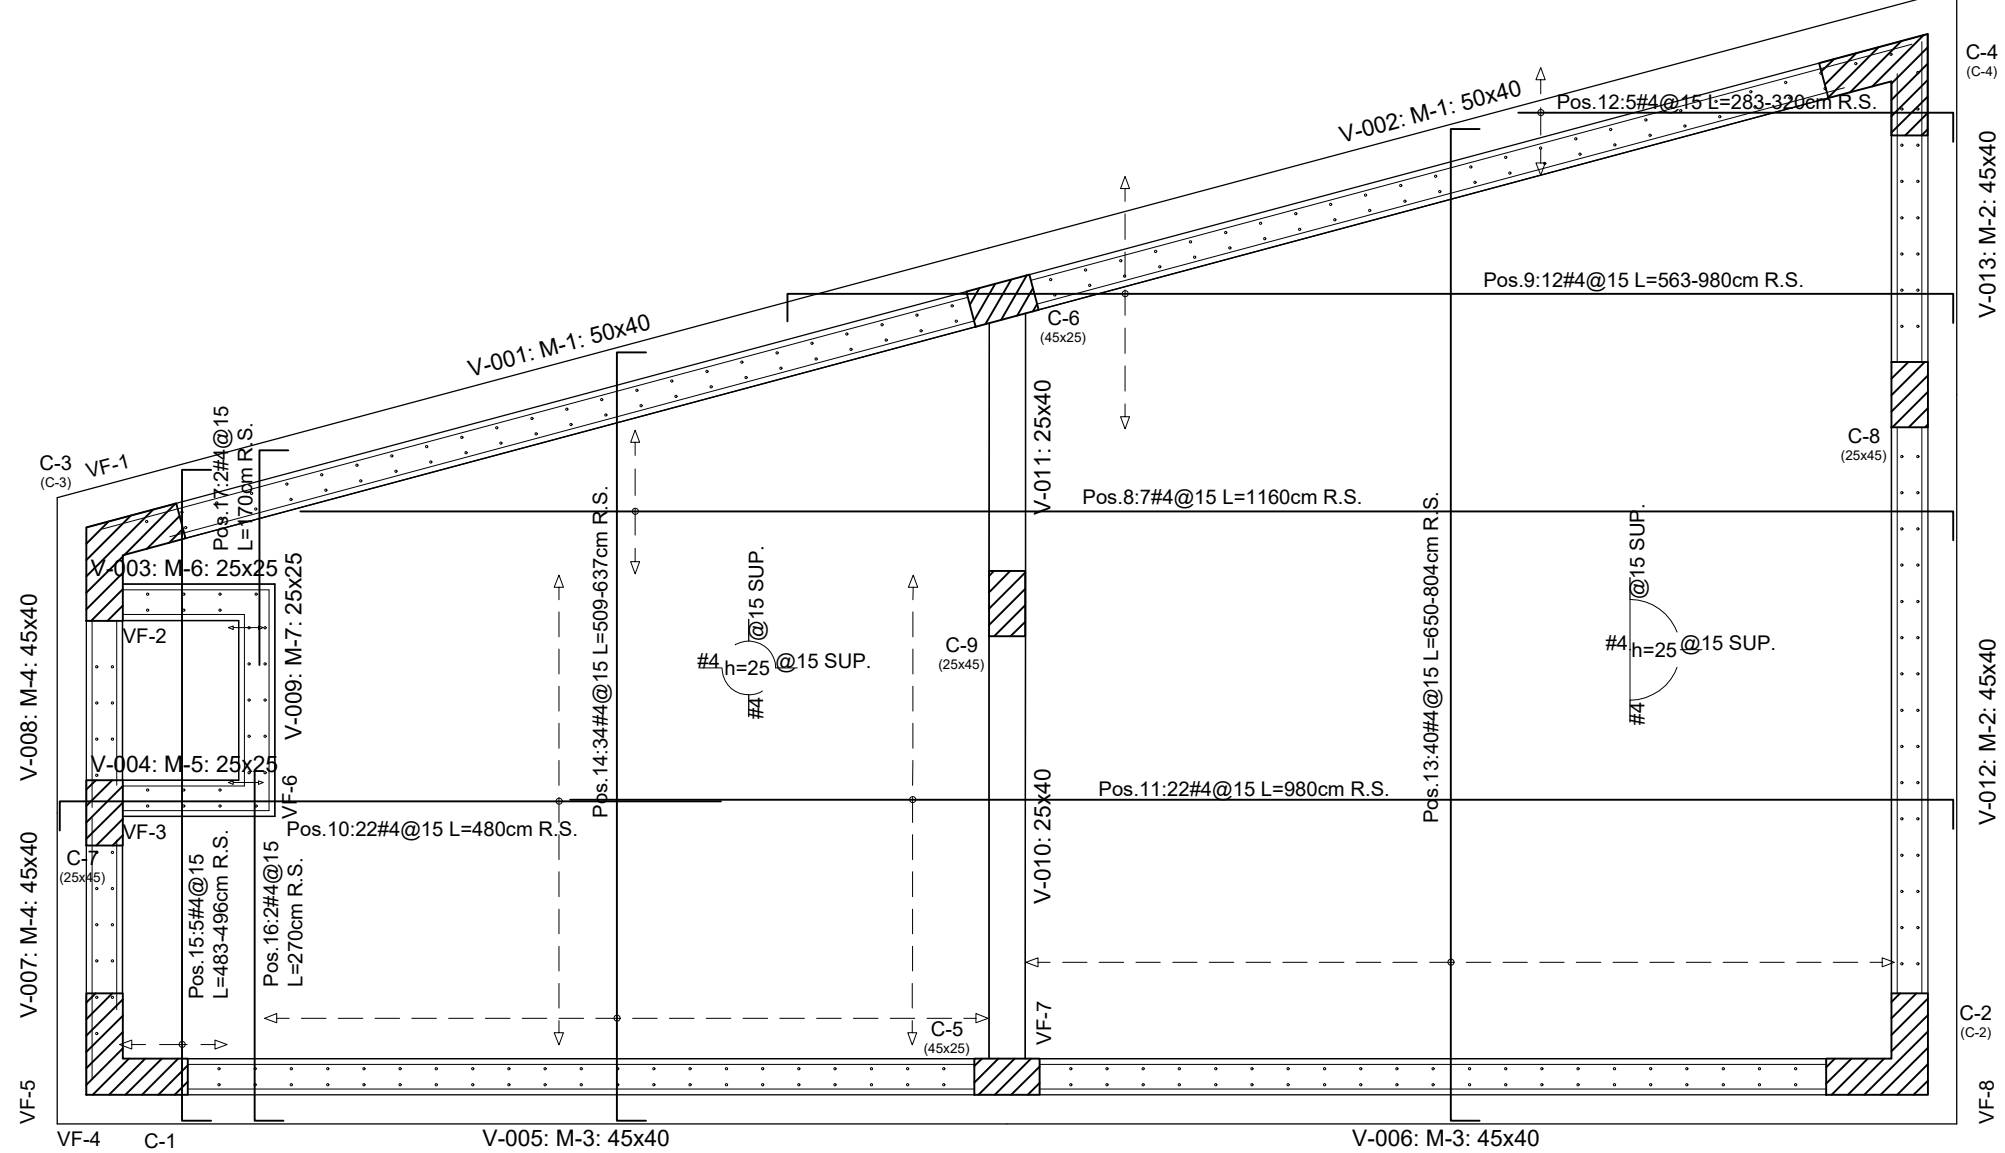 C-4
(C-4)
Pos.12:5#4@15 L=283-320cm R.S.
V-002: M-1: 50x40
V-013: M-2: 45x40
Pos.9:12#4@15 L=563-980cm R.S.
C-6
(45x25)
V-001: M-1: 50x40
V-011: 25x40
C-8
(25x45)
C-3
(C-3)
VF-1
Pos.17:2#4@15
L=170cm R.S.
Pos.8:7#4@15 L=1160cm R.S.
Pos.14:34#4@15 L=509-637cm R.S.
Pos.13:40#4@15 L=650-804cm R.S.
V-003: M-6: 25x25
V-009: M-7: 25x25
VF-2
V-008: M-4: 45x40
@15 SUP.
#4
h=25
@15 SUP.
#4
C-9
(25x45)
@15 SUP.
#4
h=25
@15 SUP.
#4
V-012: M-2: 45x40
V-004: M-5: 25x25
VF-6
VF-3
Pos.10:22#4@15 L=480cm R.S.
Pos.11:22#4@15 L=980cm R.S.
V-010: 25x40
C-7
(25x45)
V-007: M-4: 45x40
Pos.15:5#4@15
L=483-496cm R.S.
Pos.16:2#4@15
L=270cm R.S.
C-5
(45x25)
VF-7
C-2
(C-2)
VF-5
VF-8
VF-4
C-1
V-005: M-3: 45x40
V-006: M-3: 45x40